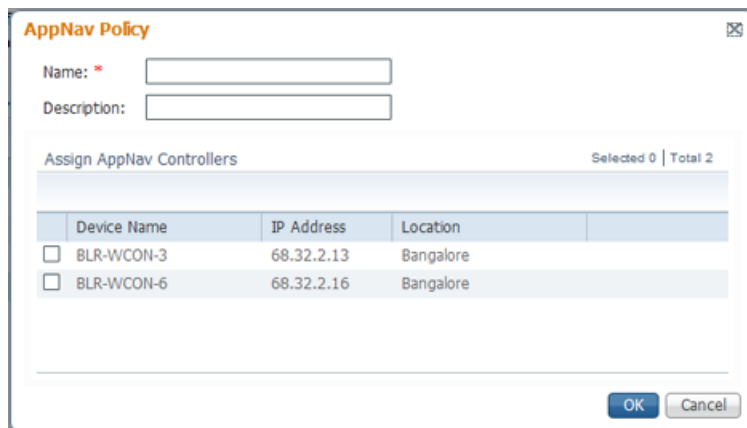 AppNav Policy
Name: *
Description:
Assign AppNav Controllers Selected 0 | Total 2
Device Name IP Address Location
BLR-WCON-3 68.32.2.13 Bangalore
BLR-WCON-6 68.32.2.16 Bangalore
OK Cancel